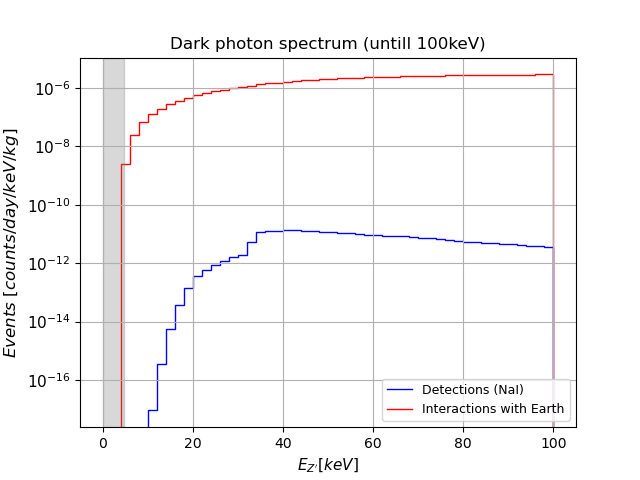 Dark photon spectrum (untill 100keV)
Events [counts/day/keV/kg]
10⁻⁶
10⁻⁸
10⁻¹⁰
10⁻¹²
10⁻¹⁴
10⁻¹⁶
Detections (NaI)
Interactions with Earth
0 20 40 60 80 100
E_{Z'}[keV]